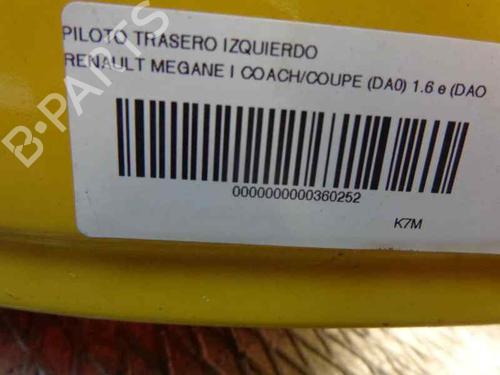 PILOTO TRASERO IZQUIERDO
RENAULT MEGANE I COACH/COUPE (DA0) 1.6 e (DAO
0000000000360252
K7M
B-PARTS